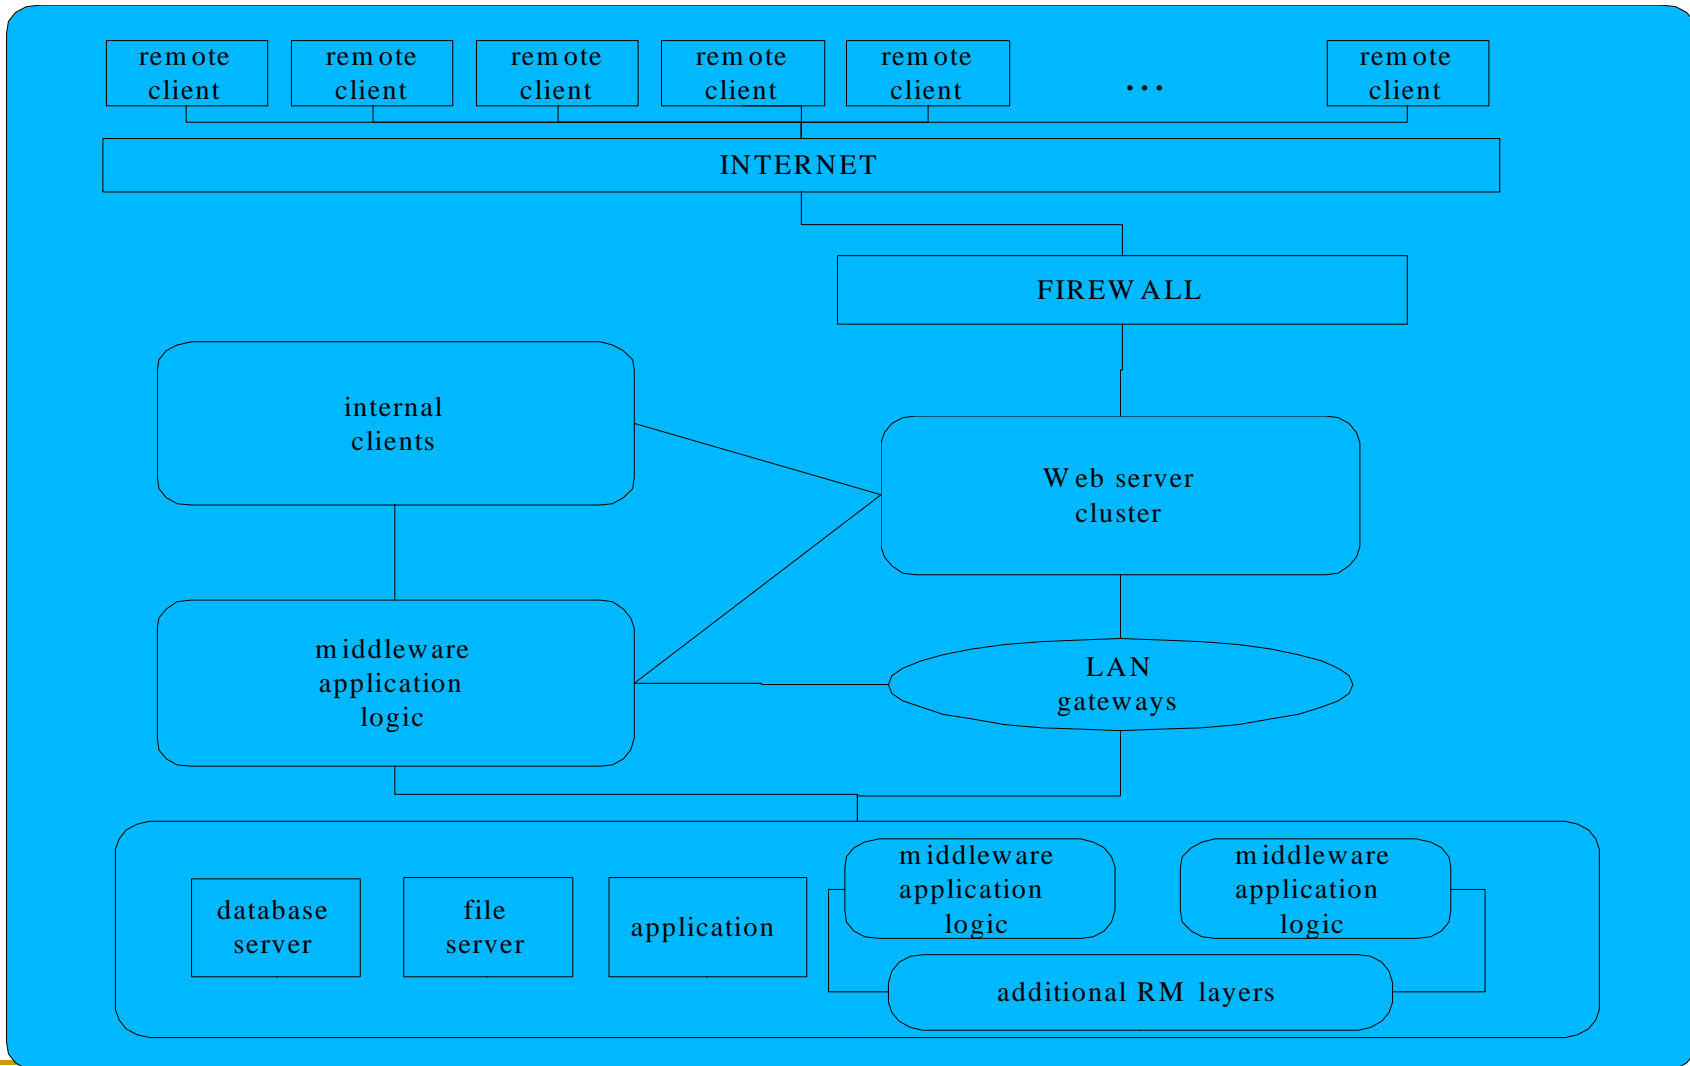 remote
client
remote
client
remote
client
remote
client
remote
client
...
remote
client
INTERNET
FIREWALL
internal
clients
Web server
cluster
middleware
application
logic
LAN
gateways
database
server
file
server
application
middleware
application
logic
middleware
application
logic
additional RM layers